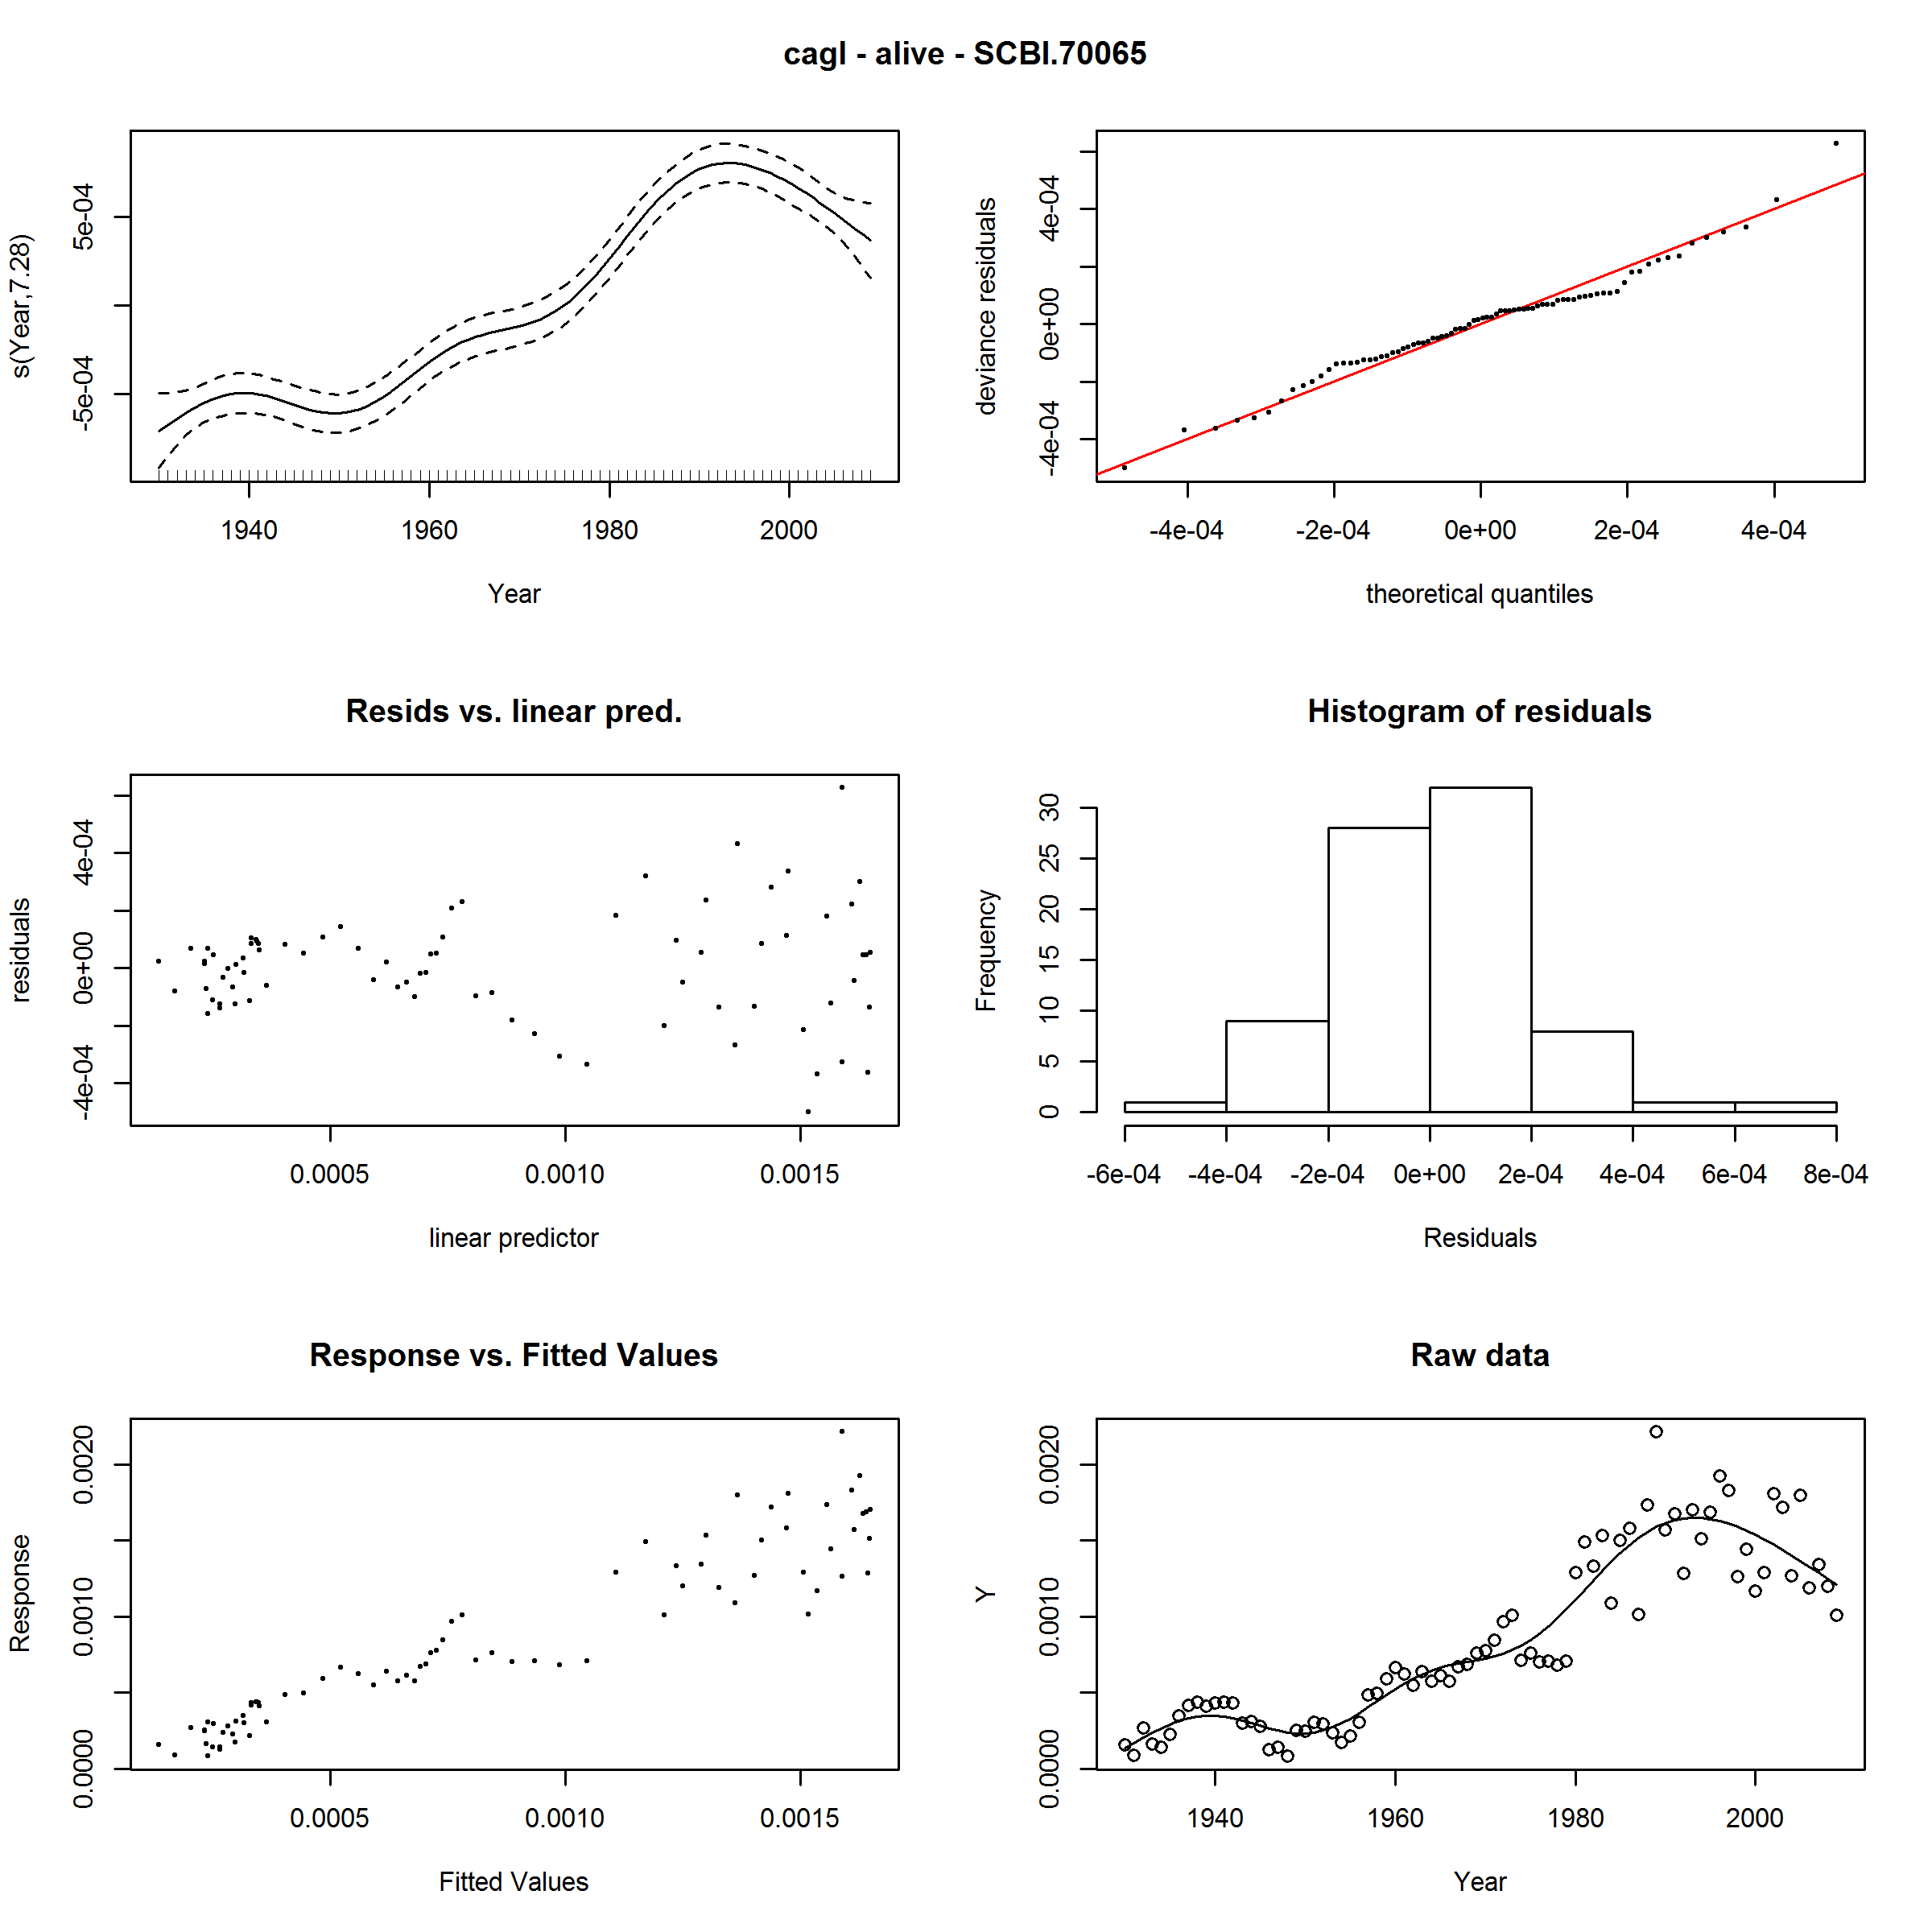 cagl - alive - SCBI.70065
s(Year,7.28)
5e-04
-5e-04
1940 1960 1980 2000
Year
deviance residuals
4e-04
0e+00
-4e-04
-4e-04 -2e-04 0e+00 2e-04 4e-04
theoretical quantiles
Resids vs. linear pred.
residuals
4e-04
0e+00
-4e-04
0.0005 0.0010 0.0015
linear predictor
Histogram of residuals
Frequency
30
25
20
15
10
5
0
-6e-04 -4e-04 -2e-04 0e+00 2e-04 4e-04 6e-04 8e-04
Residuals
Response vs. Fitted Values
Response
0.0020
0.0010
0.0000
0.0005 0.0010 0.0015
Fitted Values
Raw data
Y
0.0020
0.0010
0.0000
1940 1960 1980 2000
Year